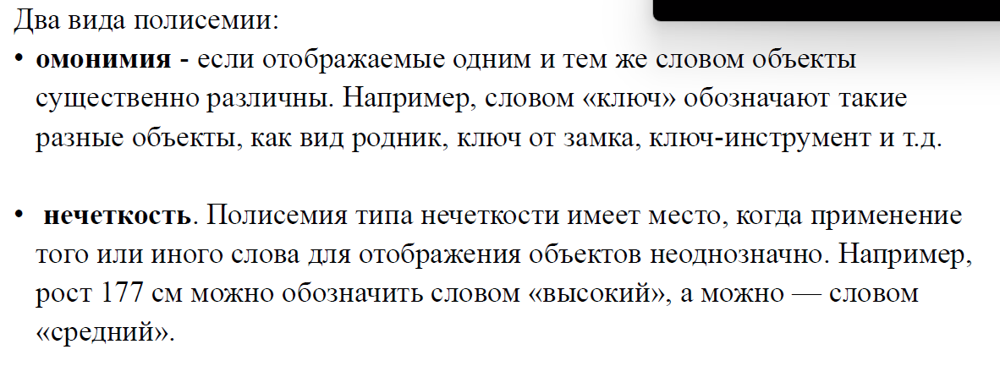 Два вида полисемии:
• омонимия - если отображаемые одним и тем же словом объекты
существенно различны. Например, словом «ключ» обозначают такие
разные объекты, как вид родник, ключ от замка, ключ-инструмент и т.д.
• нечеткость. Полисемия типа нечеткости имеет место, когда применение
того или иного слова для отображения объектов неоднозначно. Например,
рост 177 см можно обозначить словом «высокий», а можно — словом
«средний».